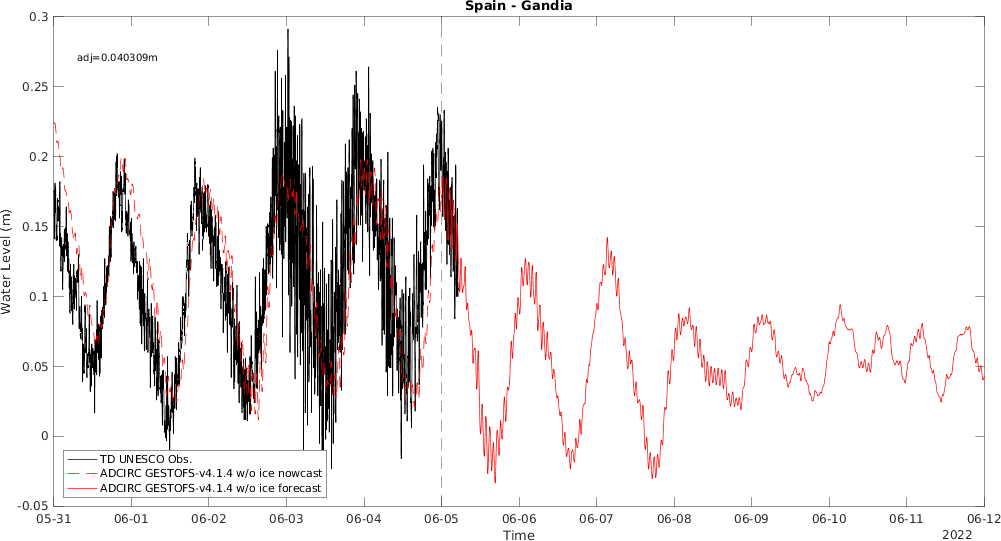 Spain - Gandia
adj=0.040309m
0.3
0.25
0.2
0.15
0.1
0.05
0
-0.05
Water Level (m)
TD UNESCO Obs.
ADCIRC GESTOFS-v4.1.4 w/o ice nowcast
ADCIRC GESTOFS-v4.1.4 w/o ice forecast
05-31 06-01 06-02 06-03 06-04 06-05 06-06 06-07 06-08 06-09 06-10 06-11 06-12
Time
2022